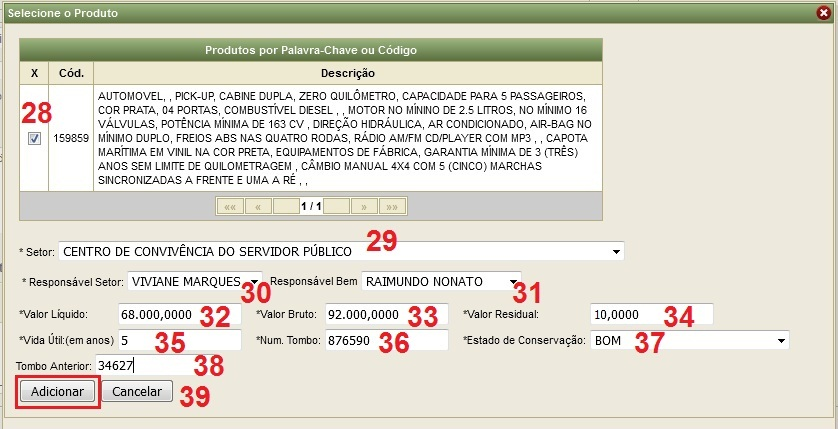 Selecione o Produto
Produtos por Palavra-Chave ou Código
X Cód. Descrição
28
159859
AUTOMOVEL, , PICK-UP, CABINE DUPLA, ZERO QUILÔMETRO, CAPACIDADE PARA 5 PASSAGEIROS,
COR PRATA, 04 PORTAS, COMBUSTÍVEL DIESEL , , MOTOR NO MÍNINO DE 2.5 LITROS, NO MÍNIMO 16
VÁLVULAS, POTÊNCIA MÍNIMA DE 163 CV , DIREÇÃO HIDRÁULICA, AR CONDICIONADO, AIR-BAG NO
MÍNIMO DUPLO, FREIOS ABS NAS QUATRO RODAS, RÁDIO AM/FM CD/PLAYER COM MP3 , , CAPOTA
MARÍTIMA EM VINIL NA COR PRETA, EQUIPAMENTOS DE FÁBRICA, GARANTIA MÍNIMA DE 3 (TRÊS)
ANOS SEM LIMITE DE QUILOMETRAGEM , CÂMBIO MANUAL 4X4 COM 5 (CINCO) MARCHAS
SINCRONIZADAS A FRENTE E UMA A RÉ , ,
«« « 1 / 1 » »»
* Setor: CENTRO DE CONVIVÊNCIA DO SERVIDOR PÚBLICO 29
* Responsável Setor: VIVIANE MARQUES 30 Responsável Bem RAIMUNDO NONATO 31
*Valor Líquido: 68.000,0000 32 *Valor Bruto: 92.000,0000 33 *Valor Residual: 10,0000 34
*Vida Útil:(em anos) 5 35 *Num. Tombo: 876590 36 *Estado de Conservação: BOM 37
Tombo Anterior: 34627 38
Adicionar Cancelar 39